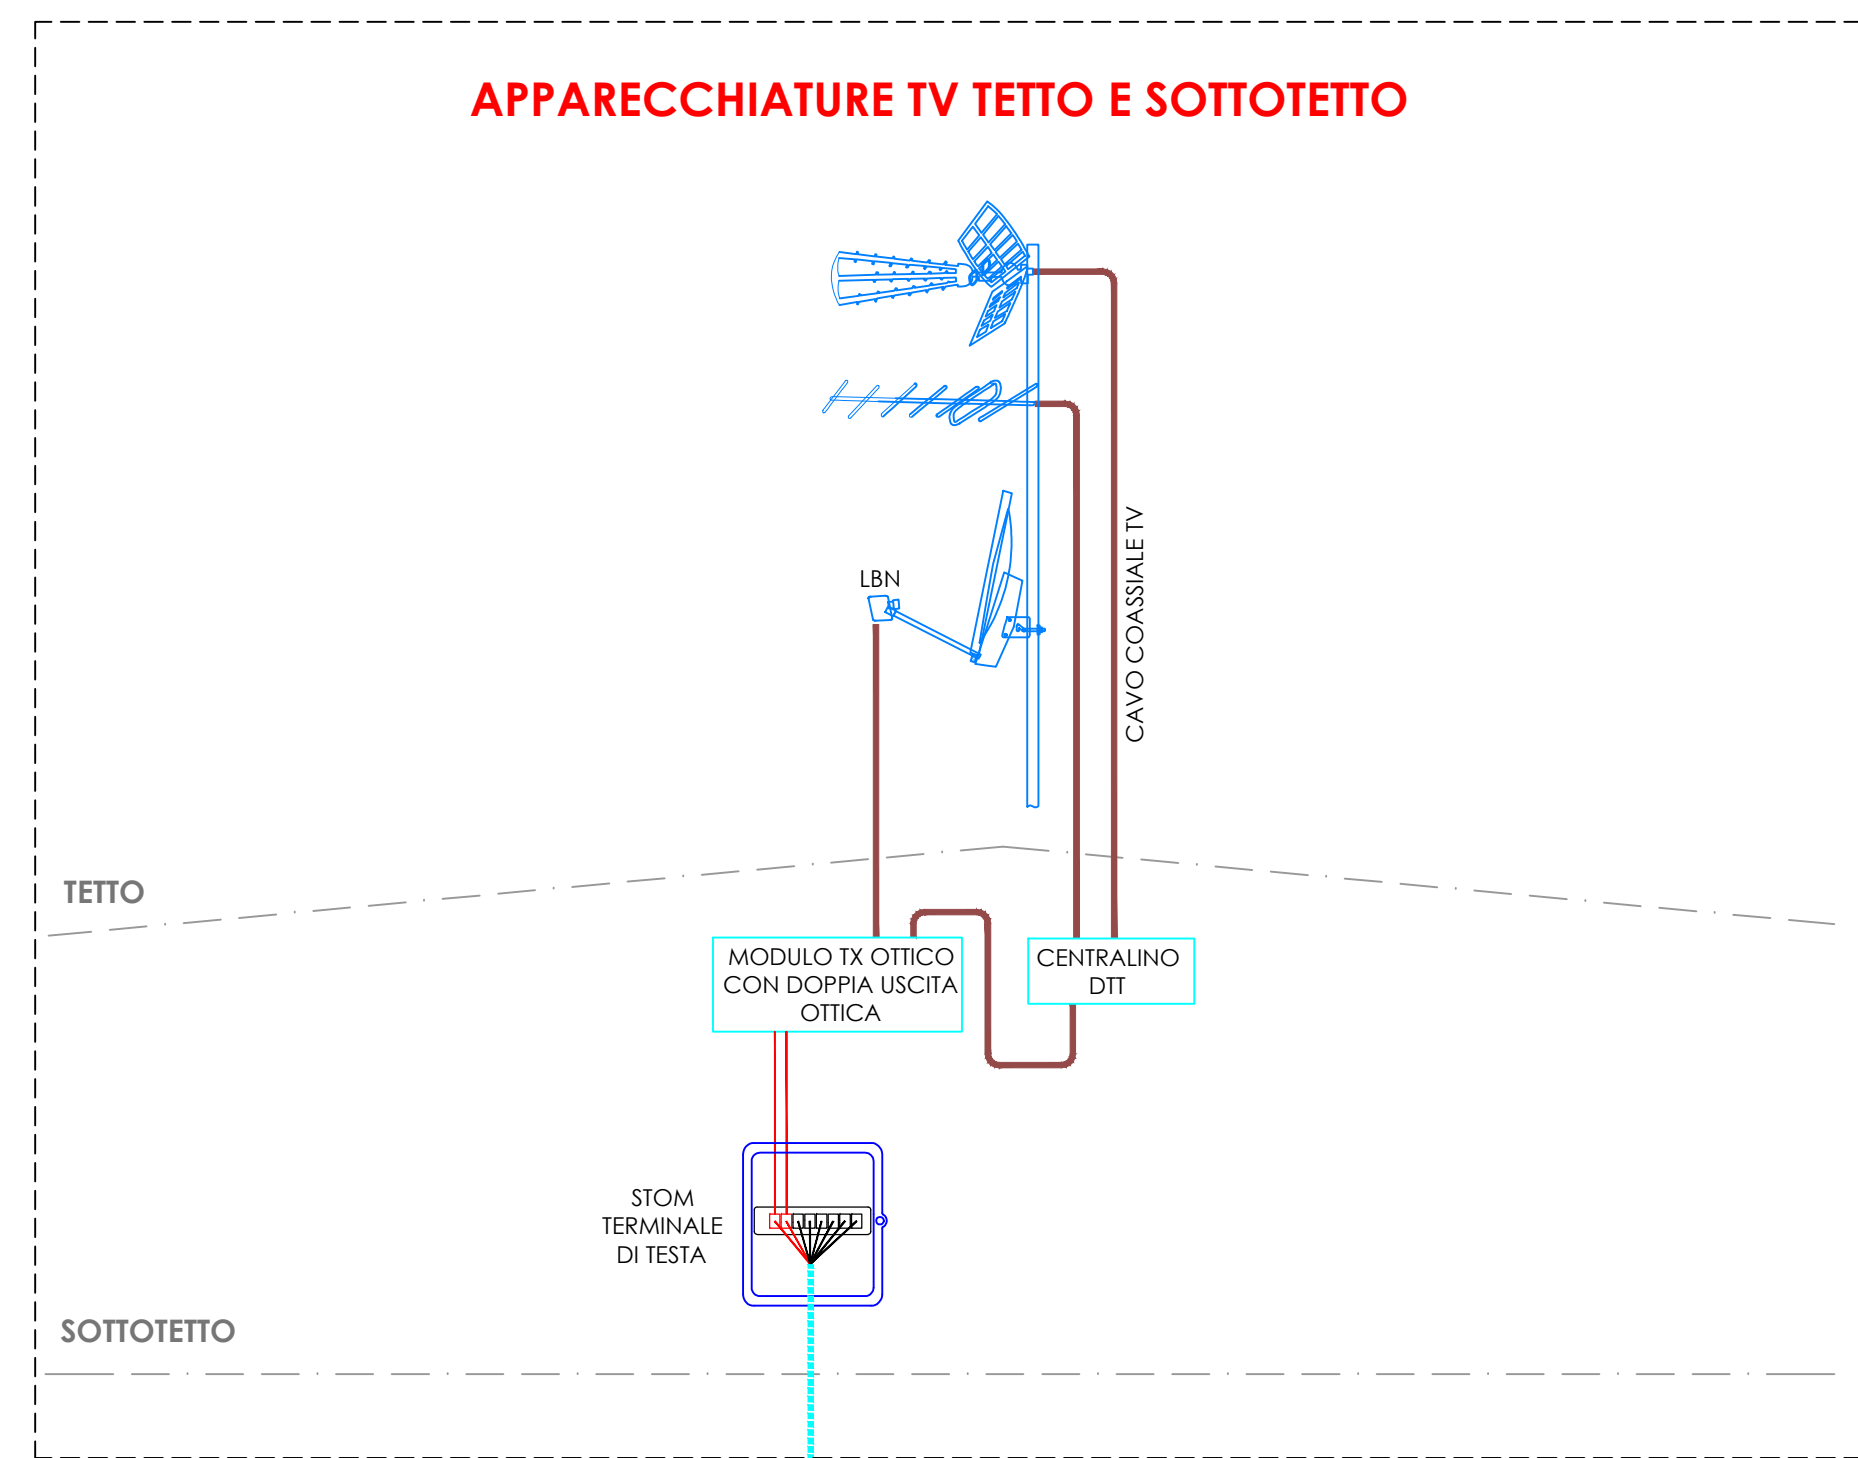 APPARECCHIATURE TV TETTO E SOTTOTETTO
LBN
CAVO COASSIALE TV
TETTO
MODULO TX OTTICO
CON DOPPIA USCITA
OTTICA
CENTRALINO
DTT
STOM
TERMINALE
DI TESTA
SOTTOTETTO